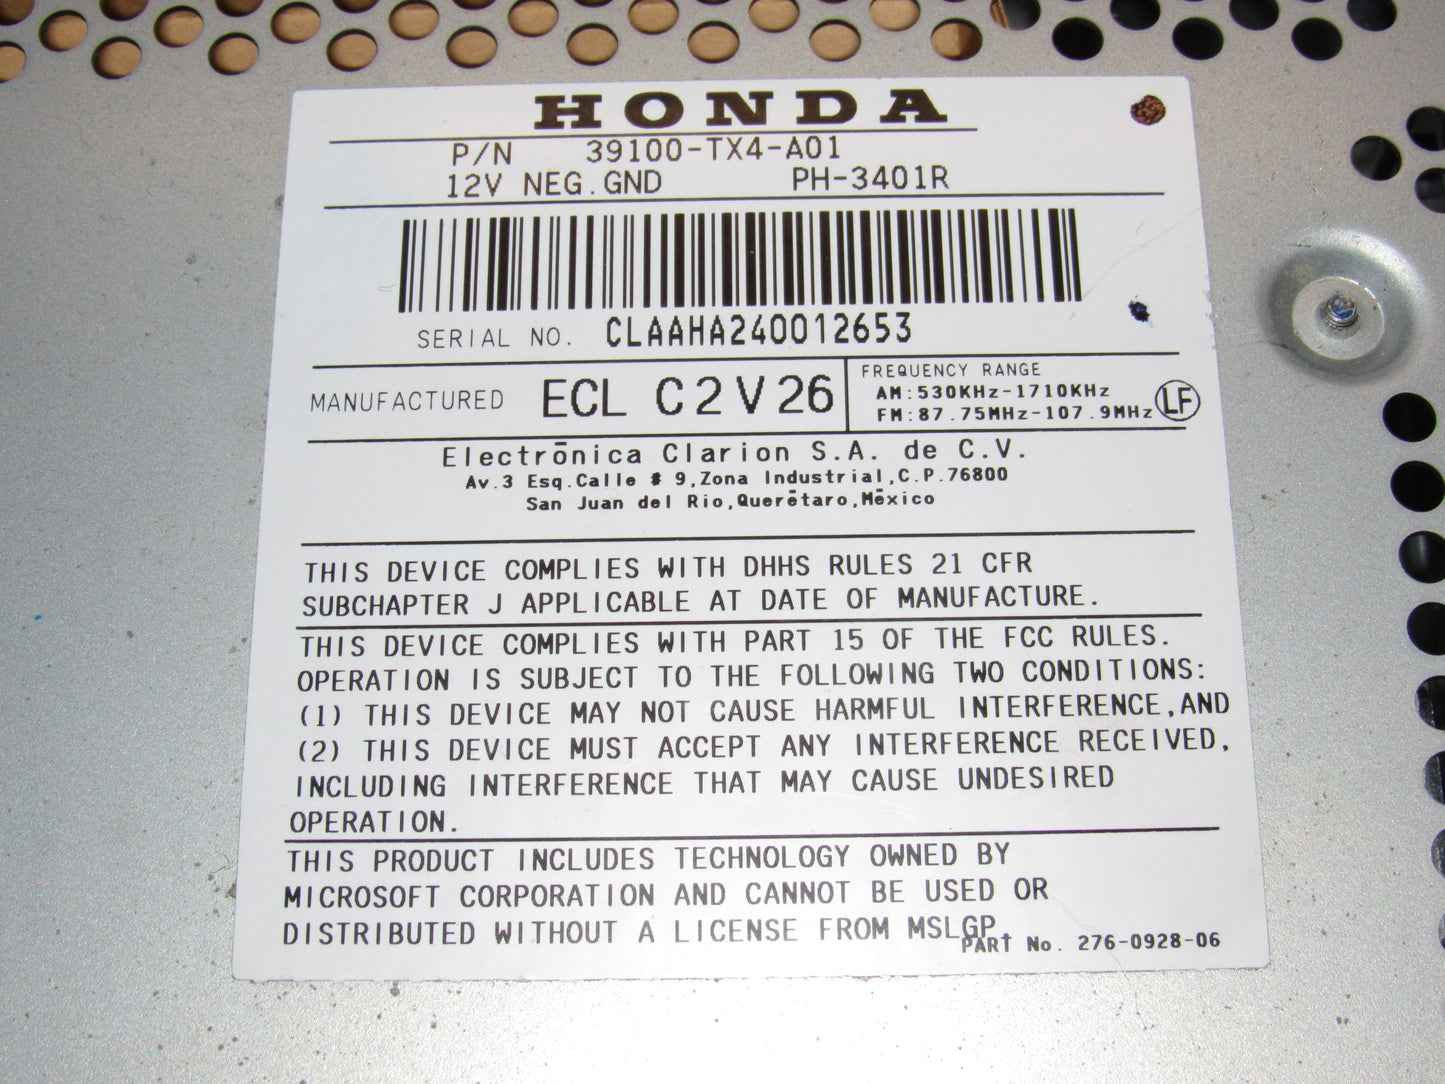 HONDA
P/N 39100-TX4-A01
12V NEG.GND PH-3401R
SERIAL NO. CLAAHA240012653
MANUFACTURED ECL C2V26
FREQUENCY RANGE
AM:530KHz-1710KHz
FM:87.75MHz-107.9MHz
LF
Electrōnica Clarion S.A. de C.V.
Av.3 Esq.Calle # 9,Zona Industrial,C.P.76800
San Juan del Rio,Querētaro,Mēxico
THIS DEVICE COMPLIES WITH DHHS RULES 21 CFR
SUBCHAPTER J APPLICABLE AT DATE OF MANUFACTURE.
THIS DEVICE COMPLIES WITH PART 15 OF THE FCC RULES.
OPERATION IS SUBJECT TO THE FOLLOWING TWO CONDITIONS:
(1) THIS DEVICE MAY NOT CAUSE HARMFUL INTERFERENCE,AND
(2) THIS DEVICE MUST ACCEPT ANY INTERFERENCE RECEIVED,
INCLUDING INTERFERENCE THAT MAY CAUSE UNDESIRED
OPERATION.
THIS PRODUCT INCLUDES TECHNOLOGY OWNED BY
MICROSOFT CORPORATION AND CANNOT BE USED OR
DISTRIBUTED WITHOUT A LICENSE FROM MSLGP.
PART No. 276-0928-06